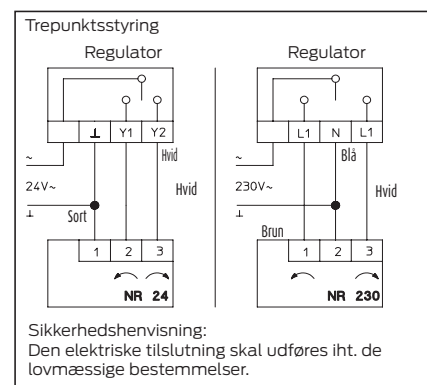 Trepunktsstyring
Regulator
⊥ Y1 Y2
Hvid
~
24V~
Hvid
⊥
Sort
1 2 3
NR 24
Regulator
L1 N L1
Blå
~
230V~
Hvid
⊥
Brun
1 2 3
NR 230
Sikkerhedshenvisning:
Den elektriske tilslutning skal udføres iht. de
lovmæssige bestemmelser.